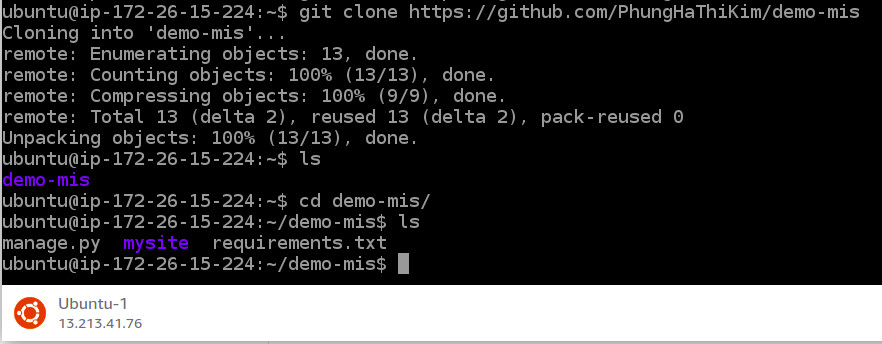 ubuntu@ip-172-26-15-224:~$ git clone https://github.com/PhungHaThiKim/demo-mis
Cloning into 'demo-mis'...
remote: Enumerating objects: 13, done.
remote: Counting objects: 100% (13/13), done.
remote: Compressing objects: 100% (9/9), done.
remote: Total 13 (delta 2), reused 13 (delta 2), pack-reused 0
Unpacking objects: 100% (13/13), done.
ubuntu@ip-172-26-15-224:~$ ls
demo-mis
ubuntu@ip-172-26-15-224:~$ cd demo-mis/
ubuntu@ip-172-26-15-224:~/demo-mis$ ls
manage.py  mysite  requirements.txt
ubuntu@ip-172-26-15-224:~/demo-mis$
Ubuntu-1
13.213.41.76